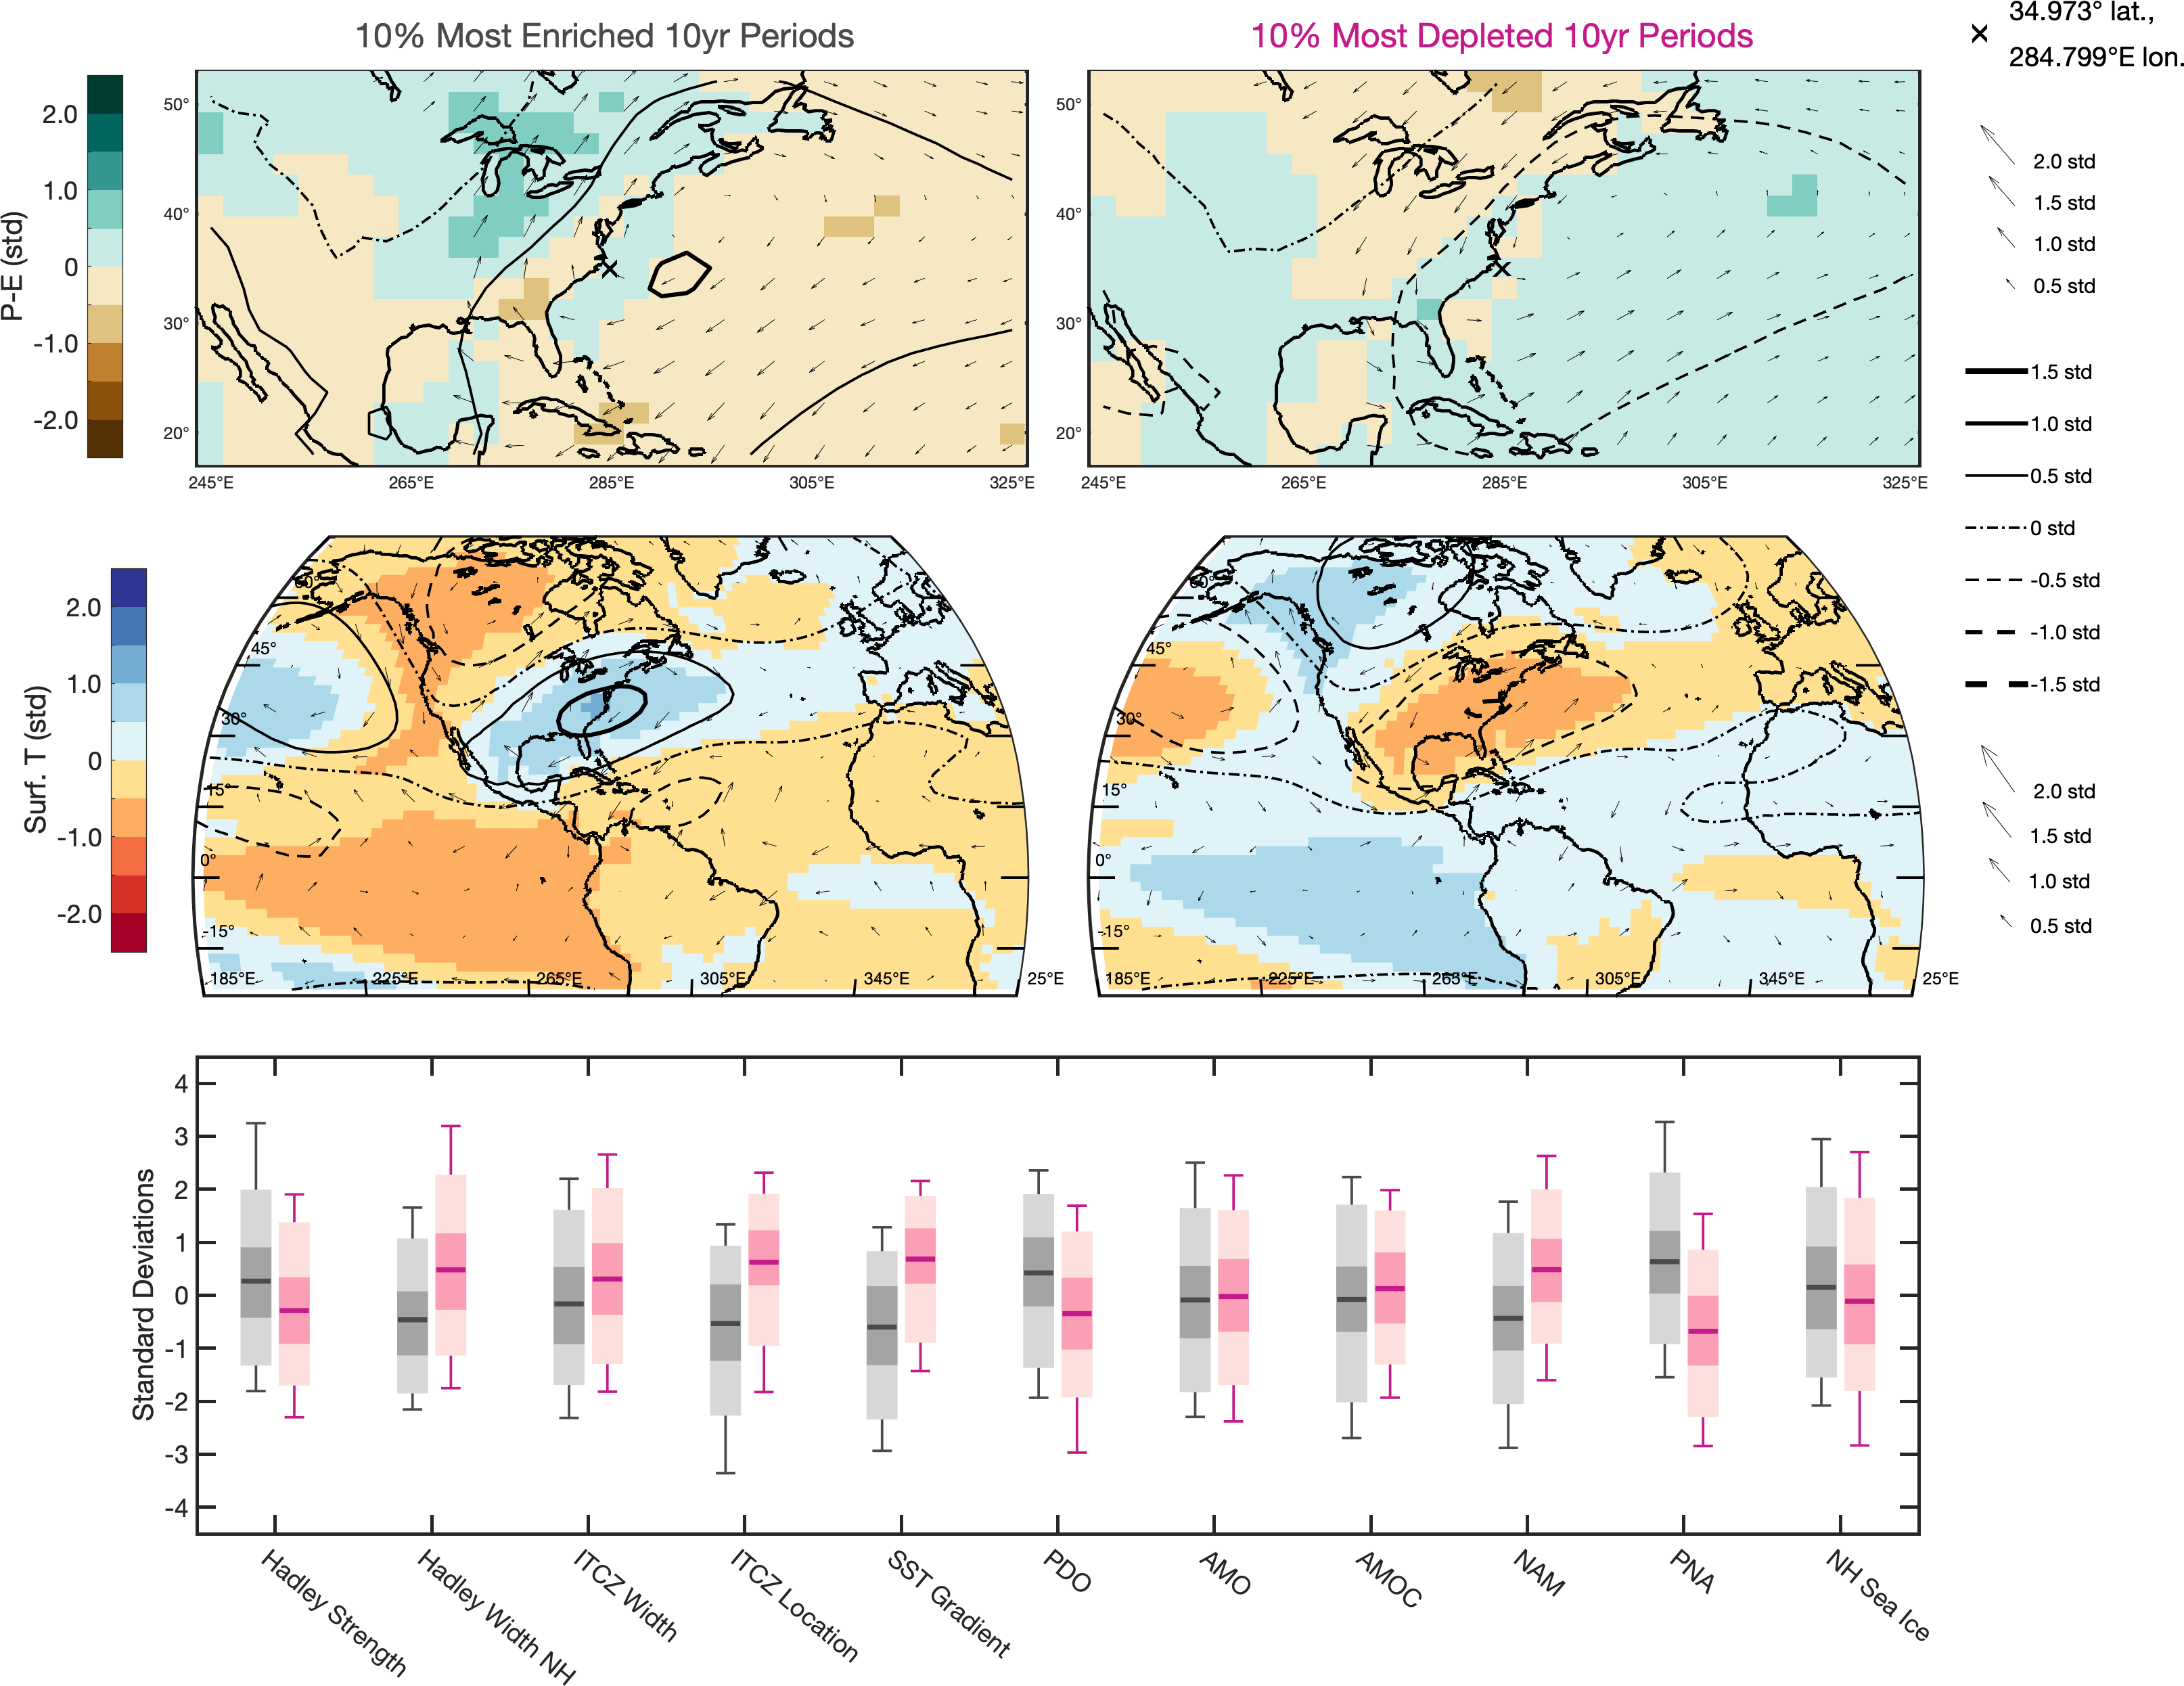 10% Most Enriched 10yr Periods
10% Most Depleted 10yr Periods
34.973° lat.,
284.799°E lon.
P-E (std)
2.0
1.0
0
-1.0
-2.0
50°
40°
30°
20°
245°E 265°E 285°E 305°E 325°E
50°
40°
30°
20°
245°E 265°E 285°E 305°E 325°E
2.0 std
1.5 std
1.0 std
0.5 std
1.5 std
1.0 std
0.5 std
0 std
-0.5 std
-1.0 std
-1.5 std
Surf. T (std)
2.0
1.0
0
-1.0
-2.0
60°
45°
30°
15°
0°
-15°
185°E 225°E 265°E 305°E 345°E 25°E
60°
45°
30°
15°
0°
-15°
185°E 225°E 265°E 305°E 345°E 25°E
2.0 std
1.5 std
1.0 std
0.5 std
Standard Deviations
4
3
2
1
0
-1
-2
-3
-4
Hadley Strength
Hadley Width NH
ITCZ Width
ITCZ Location
SST Gradient
PDO
AMO
AMOC
NAM
PNA
NH Sea Ice